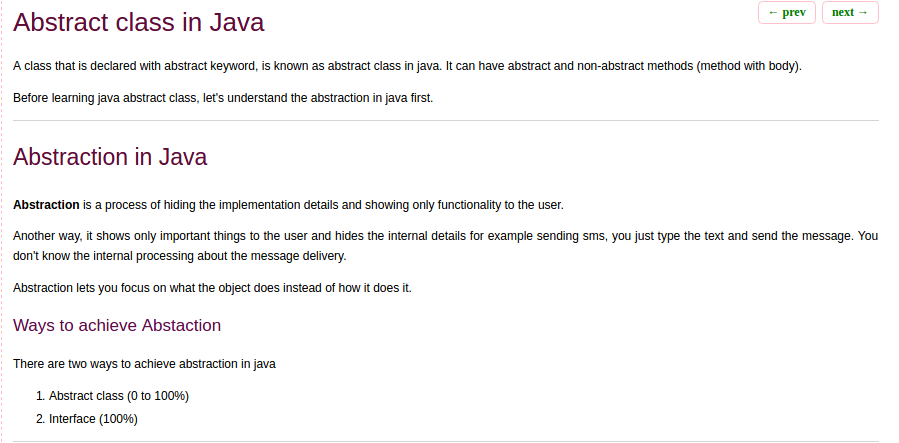 Abstract class in Java
← prev next →
A class that is declared with abstract keyword, is known as abstract class in java. It can have abstract and non-abstract methods (method with body).
Before learning java abstract class, let's understand the abstraction in java first.
Abstraction in Java
Abstraction is a process of hiding the implementation details and showing only functionality to the user.
Another way, it shows only important things to the user and hides the internal details for example sending sms, you just type the text and send the message. You
don't know the internal processing about the message delivery.
Abstraction lets you focus on what the object does instead of how it does it.
Ways to achieve Abstaction
There are two ways to achieve abstraction in java
1. Abstract class (0 to 100%)
2. Interface (100%)